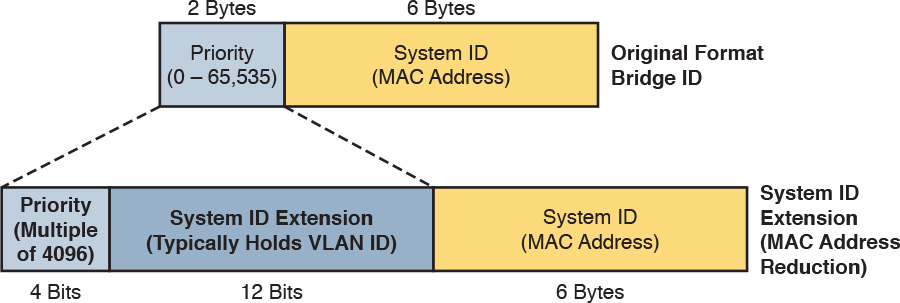 2 Bytes
6 Bytes
Priority
(0 – 65,535)
System ID
(MAC Address)
Original Format
Bridge ID
Priority
(Multiple
of 4096)
System ID Extension
(Typically Holds VLAN ID)
System ID
(MAC Address)
System ID
Extension
(MAC Address
Reduction)
4 Bits
12 Bits
6 Bytes